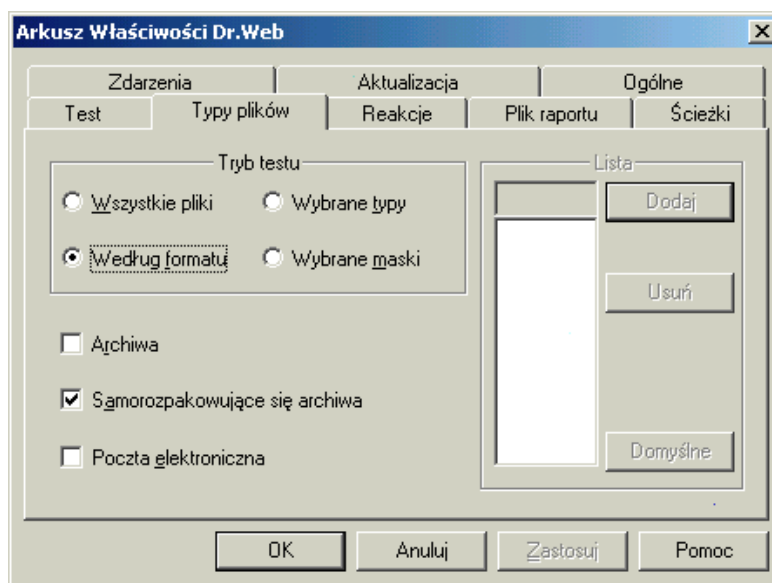 Arkusz Właściwości Dr.Web
Zdarzenia Aktualizacja Ogólne
Test Typy plików Reakcje Plik raportu Ścieżki
Tryb testu
Lista
Wszystkie pliki Wybrane typy
Dodaj
Według formatu Wybrane maski
Usuń
Archiwa
Samorozpakowujące się archiwa
Poczta elektroniczna
Domyślne
OK Anuluj Zastosuj Pomoc